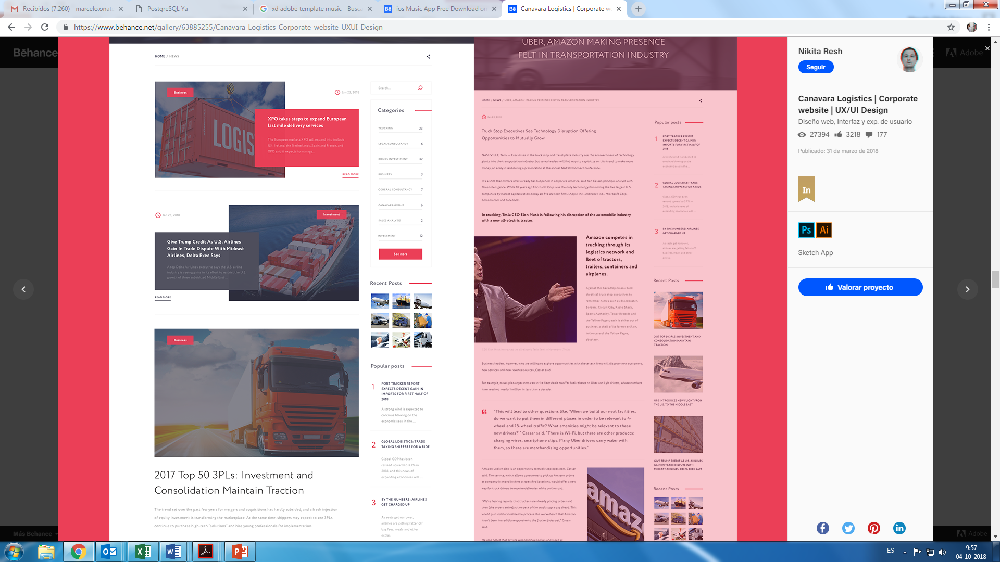 Recibidos (7.260) - marcelo.onate
PostgreSQL Ya
xd adobe template music - Busca
ios Music App Free Download on
Canavara Logistics | Corporate w
https://www.behance.net/gallery/63885255/Canavara-Logistics-Corporate-website-UXUI-Design
Bēhance
Adobe
HOME / NEWS
Business
Jan 23, 2018
LOGIS
XPO takes steps to expand European
last mile delivery services
The European markets XPO will expand into include
UK, Ireland, the Netherlands, Spain and France, and
XPO said it expects to manage...
READ MORE
Jan 23, 2018
Investment
Give Trump Credit As U.S. Airlines
Gain In Trade Dispute With Mideast
Airlines, Delta Exec Says
A top Delta Air Lines executive says the U.S. airline
industry is seeing gains in its effort to restrict the U.S.
growth of three subsidized Middle East ...
READ MORE
Business
2017 Top 50 3PLs: Investment and
Consolidation Maintain Traction
The trend set over the past few years for mergers and acquisitions has hardly subsided, and a fresh injection
of equity investment is transforming the marketplace. At the same time, shippers may expect to see 3PLs
continue to purchase high-tech "solutions" and hire young professionals for implementation.
Search...
Categories
TRUCKING 23
LEGAL CONSULTANCY 6
BONDS INVESTIMENT 32
BUSINESS 3
GENERAL CONSULTANCY 7
CANAVARA GROUP 6
SALES ANALYSIS 2
INVESTMENT 12
See more
Recent Posts
Popular posts
1 PORT TRACKER REPORT
EXPECTS DECENT GAIN IN
IMPORTS FOR FIRST HALF OF
2018
A strong wind is expected to
continue blowing on the
economic seas in the ...
2 GLOBAL LOGISTICS: TRADE
TAKING SHIPPERS FOR A RIDE
Global GDP has been
revised upward to 3.7% in
2018, and this news of
expanding economies will ...
3 BY THE NUMBERS: AIRLINES
GET CHARGED UP
As seats get narrower,
airlines are getting fatter off
bag fees, meals and other
extras.
UBER, AMAZON MAKING PRESENCE
FELT IN TRANSPORTATION INDUSTRY
HOME / NEWS / UBER, AMAZON MAKING PRESENCE FELT IN TRANSPORTATION INDUSTRY
Jan 23, 2018
Truck Stop Executives See Technology Disruption Offering
Opportunities to Mutually Grow
NASHVILLE, Tenn. — Executives in the truck stop and travel plaza industry see the encroachment of technology
giants into the transportation industry, but savvy leaders will find ways to capitalize on this trend to make more
money, an analyst said during a presentation at the annual NATSO Connect conference.
It's a shift that mirrors what already has happened in corporate America, said Ken Cassar, principal analyst with
Slice Intelligence. While 10 years ago Microsoft Corp. was the only technology firm among the five largest U.S.
companies by market capitalization, today all five are tech firms: Apple Inc., Alphabet Inc., Microsoft Corp.,
Amazon.com and Facebook.
In trucking, Tesla CEO Elon Musk is following his disruption of the automobile industry
with a new all-electric tractor.
Amazon competes in
trucking through its
logistics network and
fleet of tractors,
trailers, containers and
airplanes.
Against this backdrop, Cassar told
skeptical truck stop executives to
remember names such as Blockbuster,
Borders, Circuit City, Radio Shack,
Sports Authority, Tower Records and
the Yellow Pages; each is either out of
business, a shell of its former self, or,
in the case of the Yellow Pages,
obsolete.
Business leaders, however, who are willing to explore opportunities with these tech firms will discover new customers,
new services and new revenue sources, Cassar said.
For example, travel plaza operators can strike fleet deals to offer fuel rebates to Uber and Lyft drivers, whose numbers
have reached nearly 1 million in less than a decade.
"This will lead to other questions like, 'When we build our next facilities,
do we want to put them in different places in order to be relevant to 4-
wheel and 18-wheel traffic? What amenities might be relevant to these
new drivers?'" Cassar said. "There is Wi-Fi, but there are other products:
charging wires, smartphone clips. Many Uber drivers carry water with
them, so there are merchandising opportunities."
Amazon Locker also is an opportunity to truck stop operators, Cassar
said. The service, which allows consumers to pick up Amazon orders
at company-branded lockers at specified locations, would offer a new
way for truck drivers to receive deliveries while on the road.
"We're hearing reports that truckers are already placing orders and
then [the orders arrive] at the desk of the truck stop a day ahead. This
would just institutionalize the process. But we've heard that Amazon
hasn't been incredibly responsive to the [locker] idea yet," Cassar
said.
He also noted that drivers will continue to fuel and sleep at
amaz
Popular posts
1 PORT TRACKER REPORT
EXPECTS DECENT GAIN IN
IMPORTS FOR FIRST HALF OF
2018
A strong wind is expected to
continue blowing on the
economic seas in the ...
2 GLOBAL LOGISTICS: TRADE
TAKING SHIPPERS FOR A RIDE
Global GDP has been
revised upward to 3.7% in
2018, and this news of
expanding economies will ...
3 BY THE NUMBERS: AIRLINES
GET CHARGED UP
As seats get narrower,
airlines are getting fatter off
bag fees, meals and other
extras.
Recent Posts
2017 TOP 50 3PLS: INVESTMENT AND
CONSOLIDATION MAINTAIN
TRACTION
UPS INTRODUCES NEW FLIGHT FROM
THE U.S. TO THE MIDDLE EAST
GIVE TRUMP CREDIT AS U.S. AIRLINES
GAIN IN TRADE DISPUTE WITH
MIDEAST AIRLINES, DELTA EXEC SAYS
Recent Posts
Nikita Resh
Seguir
Canavara Logistics | Corporate
website | UX/UI Design
Diseño web, Interfaz y exp. de usuario
27394 3218 177
Publicado: 31 de marzo de 2018
In
Ps Ai
Sketch App
Valorar proyecto
Más Behance
Adobe
ES
9:57
04-10-2018